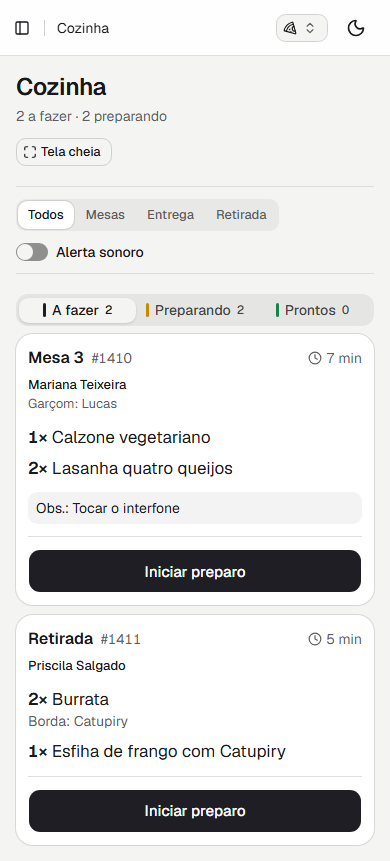 Cozinha
Cozinha
2 a fazer · 2 preparando
Tela cheia
Todos Mesas Entrega Retirada
Alerta sonoro
A fazer 2 Preparando 2 Prontos 0
Mesa 3 #1410 7 min
Mariana Teixeira
Garçom: Lucas
1× Calzone vegetariano
2× Lasanha quatro queijos
Obs.: Tocar o interfone
Iniciar preparo
Retirada #1411 5 min
Priscila Salgado
2× Burrata
Borda: Catupiry
1× Esfiha de frango com Catupiry
Iniciar preparo